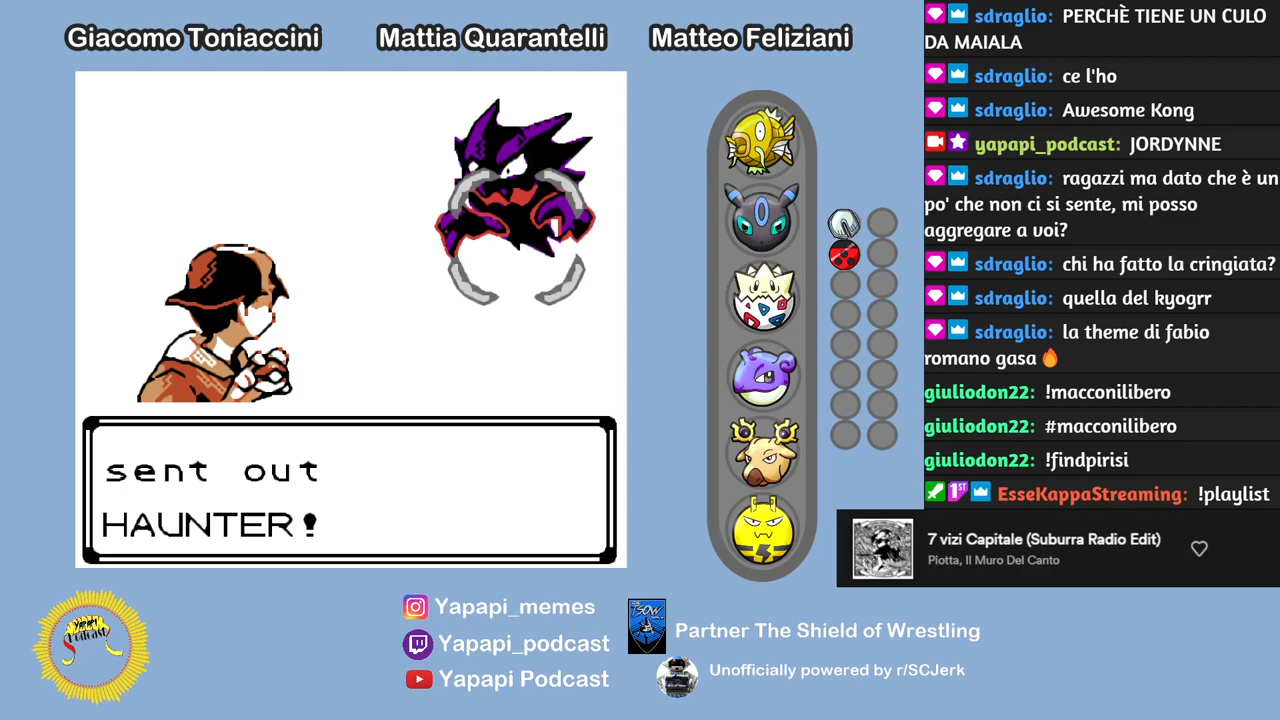 Giacomo Toniaccini
Mattia Quarantelli
Matteo Feliziani
sent out
HAUNTER!
sdraglio: PERCHÈ TIENE UN CULO
DA MAIALA
sdraglio: ce l'ho
sdraglio: Awesome Kong
yapapi_podcast: JORDYNNE
sdraglio: ragazzi ma dato che è un
po' che non ci si sente, mi posso
aggregare a voi?
sdraglio: chi ha fatto la cringiata?
sdraglio: quella del kyogrr
sdraglio: la theme di fabio
romano gasa🔥
giuliodon22: !macconilibero
giuliodon22: #macconilibero
giuliodon22: !findpirisi
1ST EsseKappaStreaming: !playlist
7 vizi Capitale (Suburra Radio Edit)
Piotta, Il Muro Del Canto
YAPAPI
Podcast
Yapapi_memes
Yapapi_podcast
Yapapi Podcast
TSOW
Partner The Shield of Wrestling
Unofficially powered by r/SCJerk